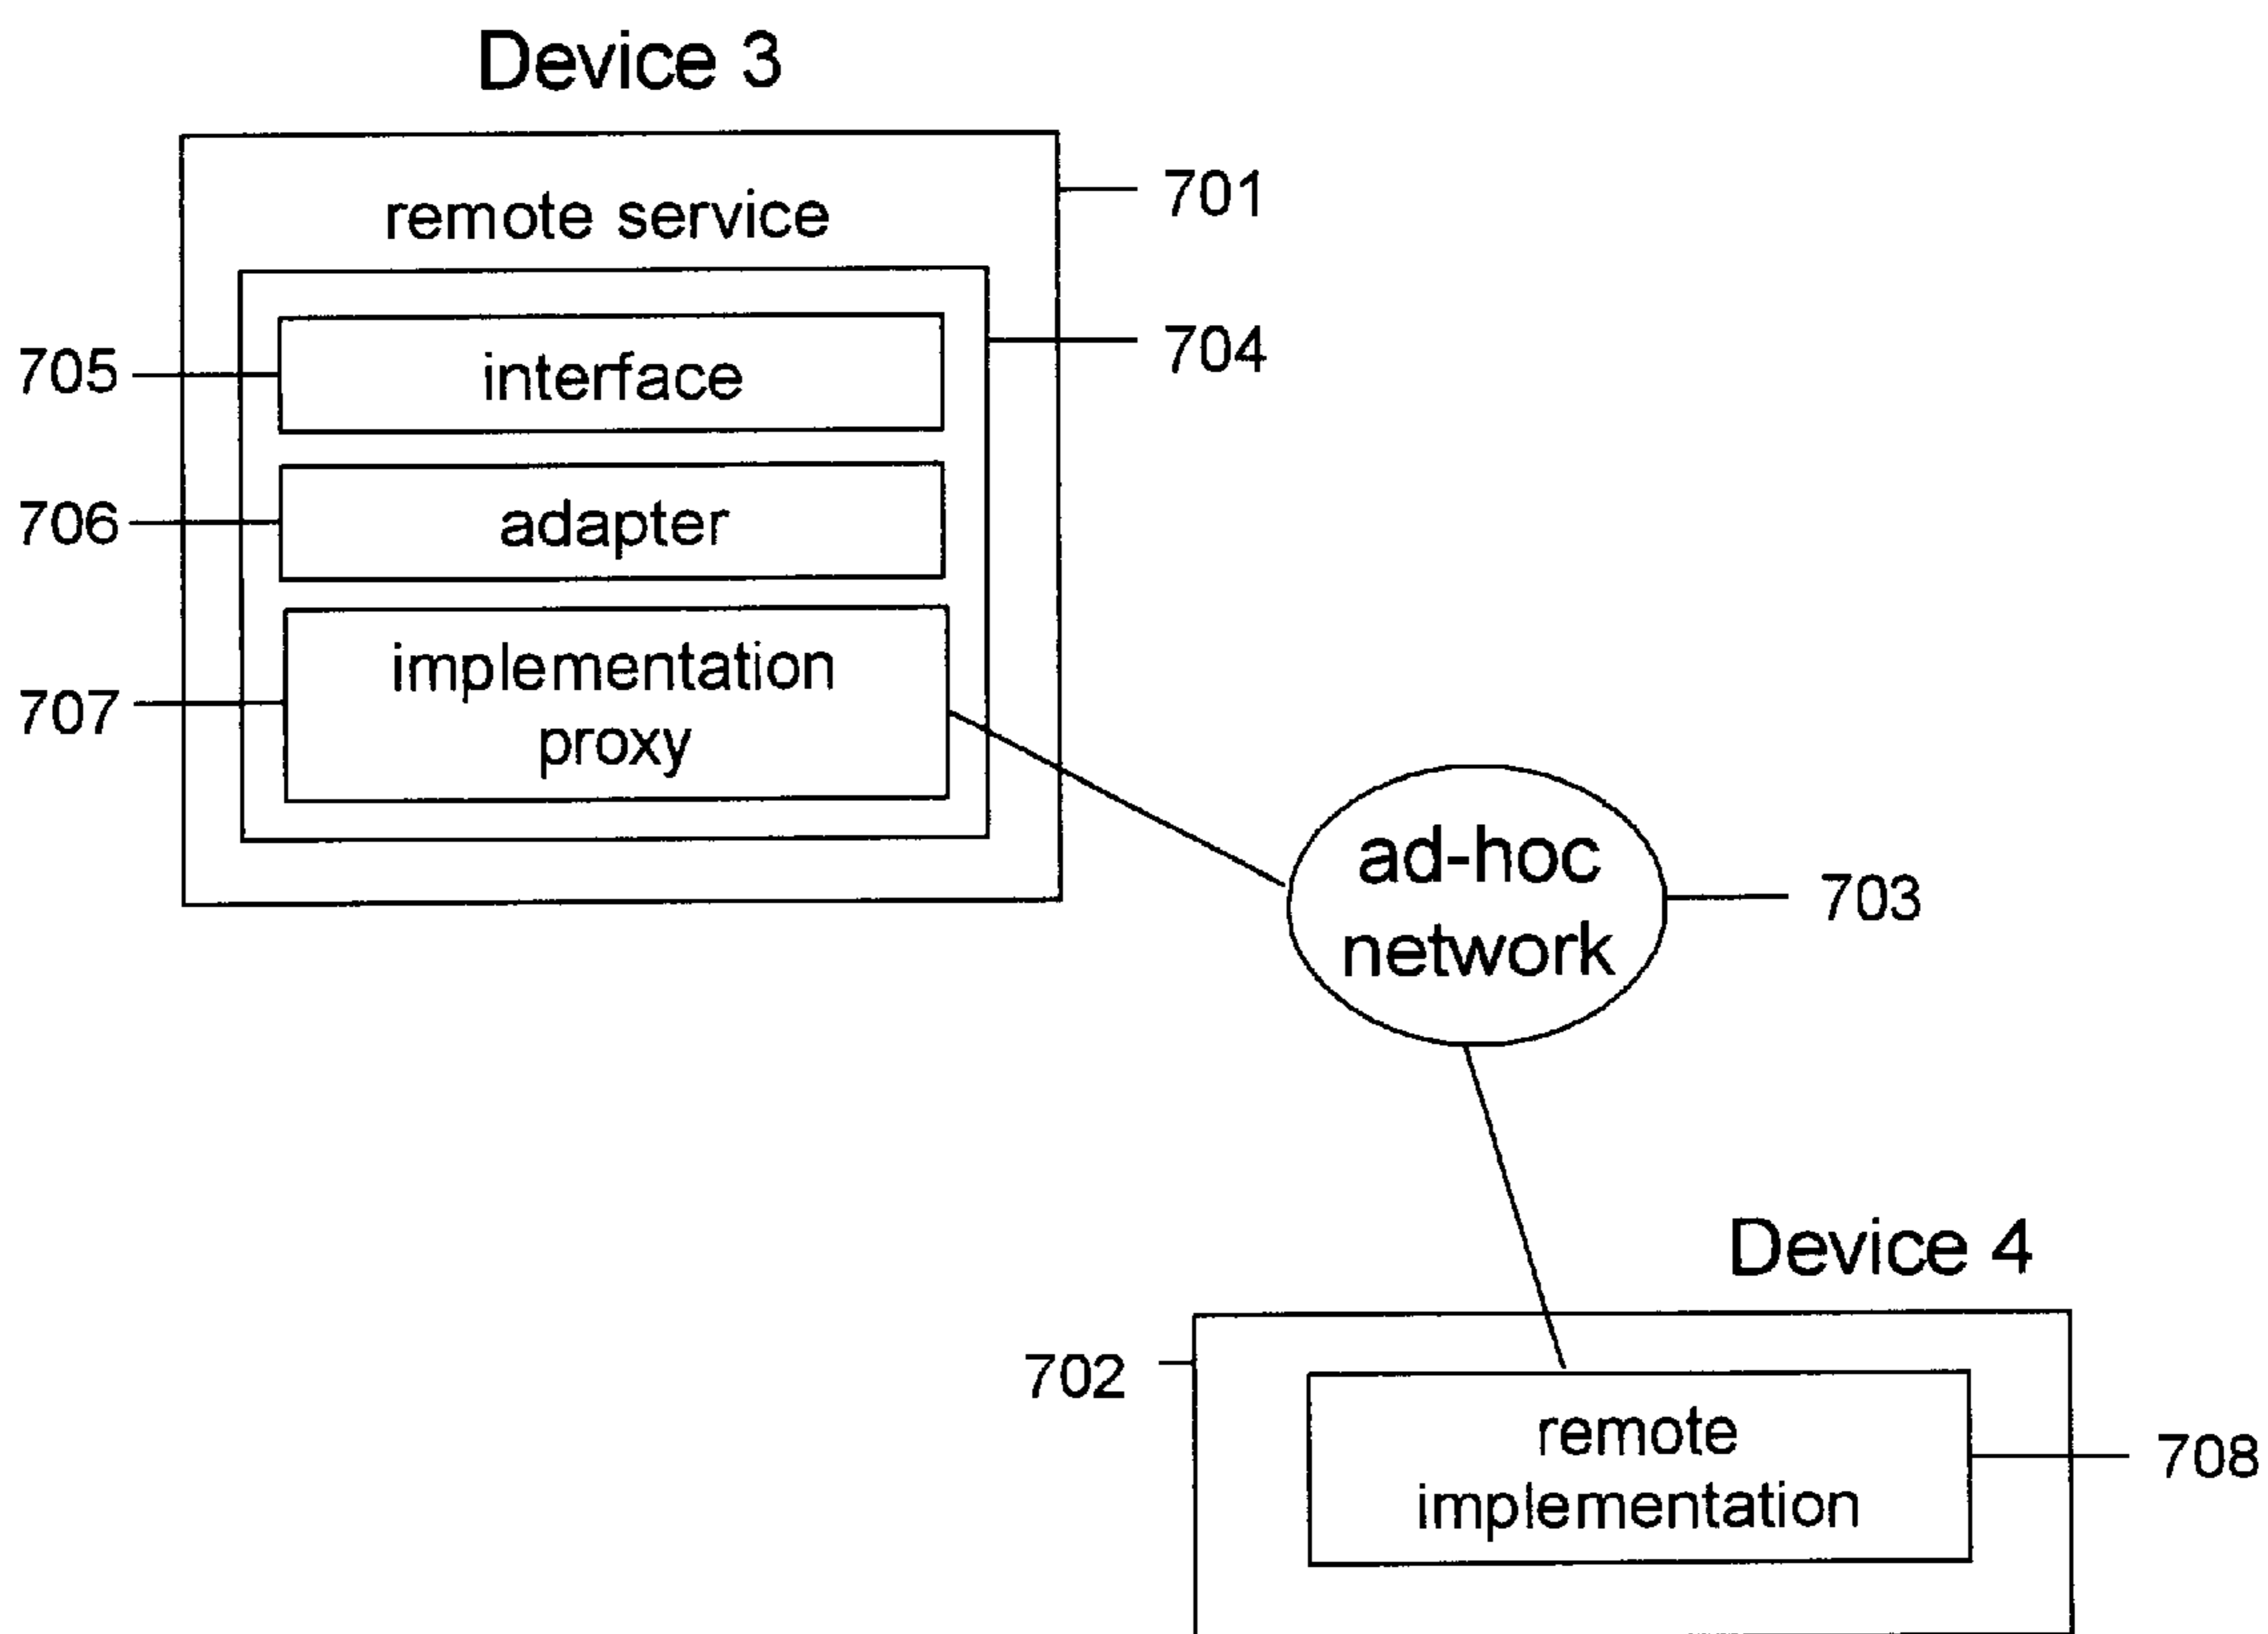 Device 3
remote service
701
704
705
interface
706
adapter
707
implementation
proxy
ad-hoc
network
703
Device 4
702
remote
implementation
708